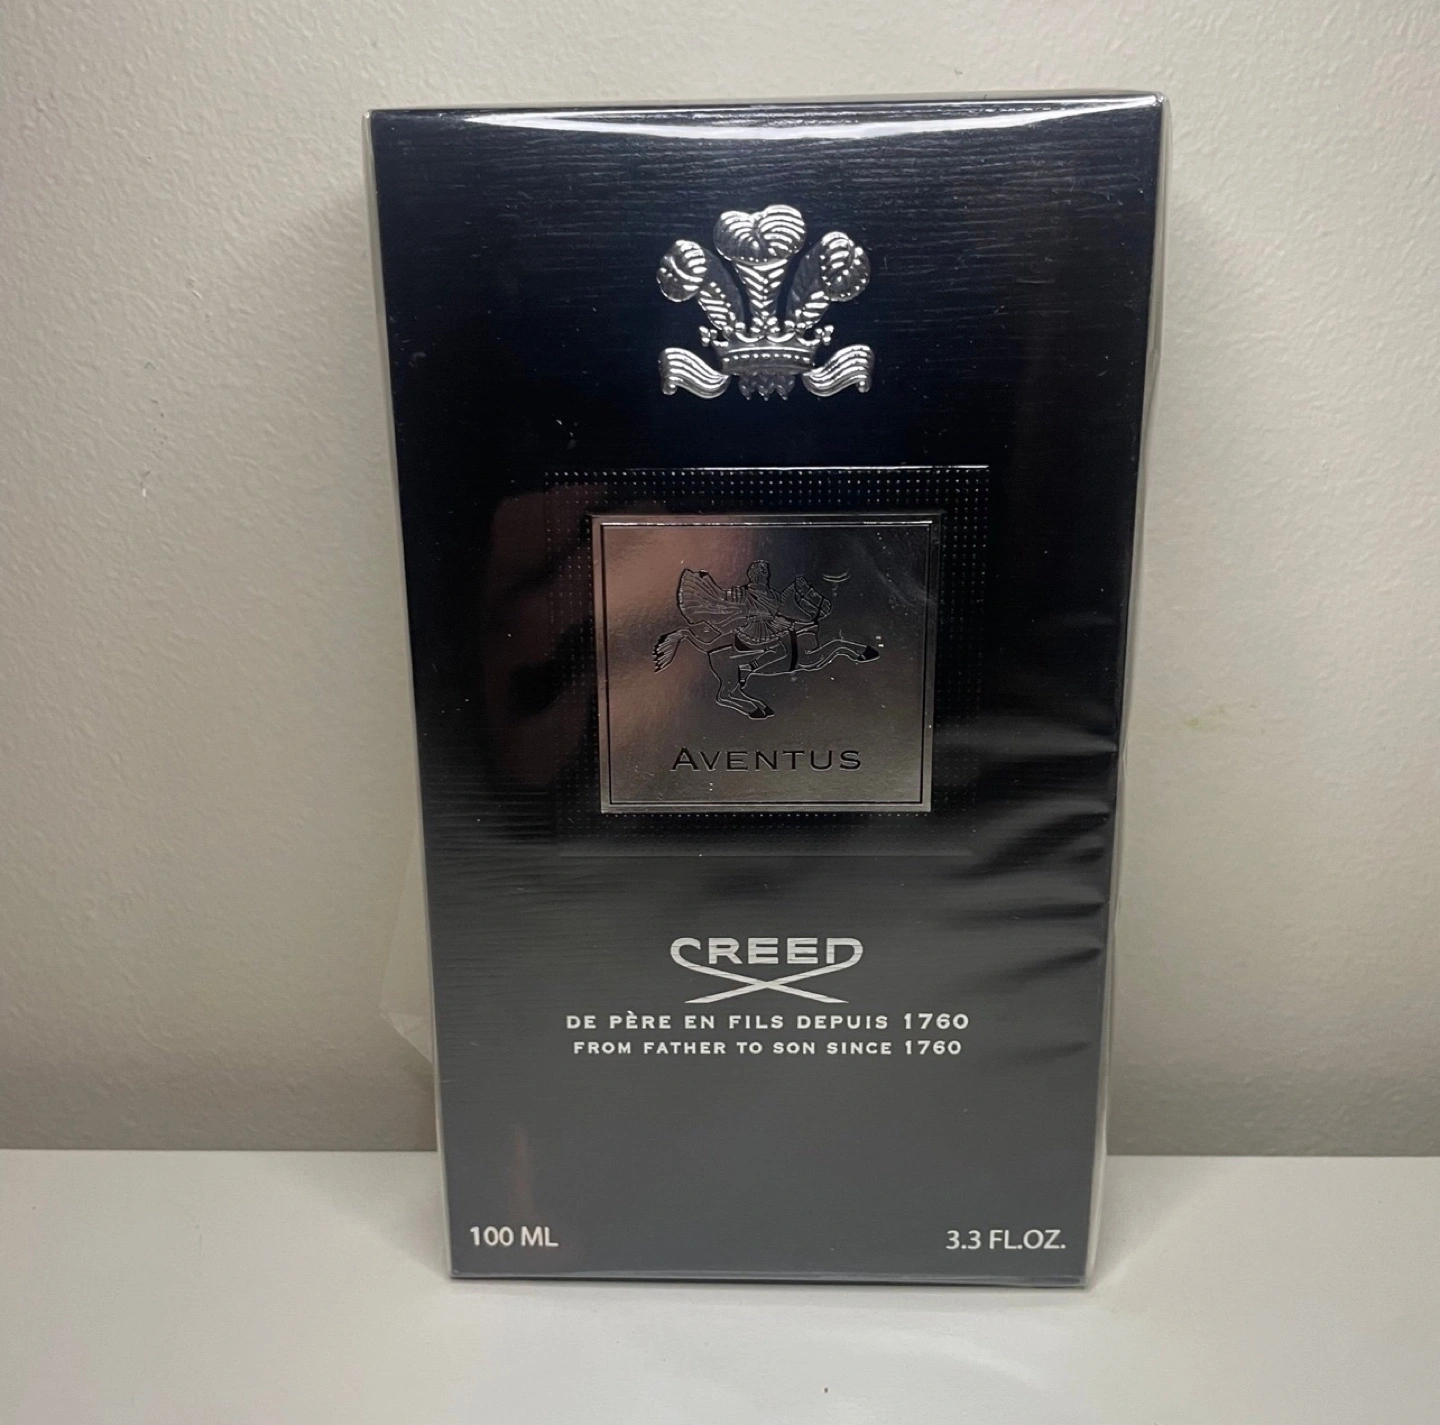 AVENTUS
CREED
DE PÈRE EN FILS DEPUIS 1760
FROM FATHER TO SON SINCE 1760
100 ML
3.3 FL.OZ.